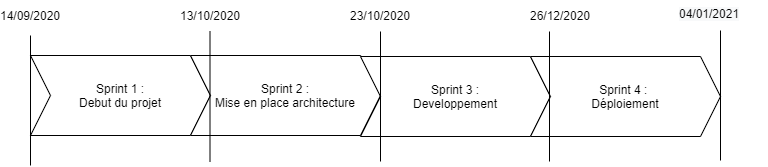 14/09/2020 13/10/2020 23/10/2020 26/12/2020 04/01/2021
Sprint 1 :
Debut du projet
Sprint 2 :
Mise en place architecture
Sprint 3 :
Developpement
Sprint 4 :
Déploiement